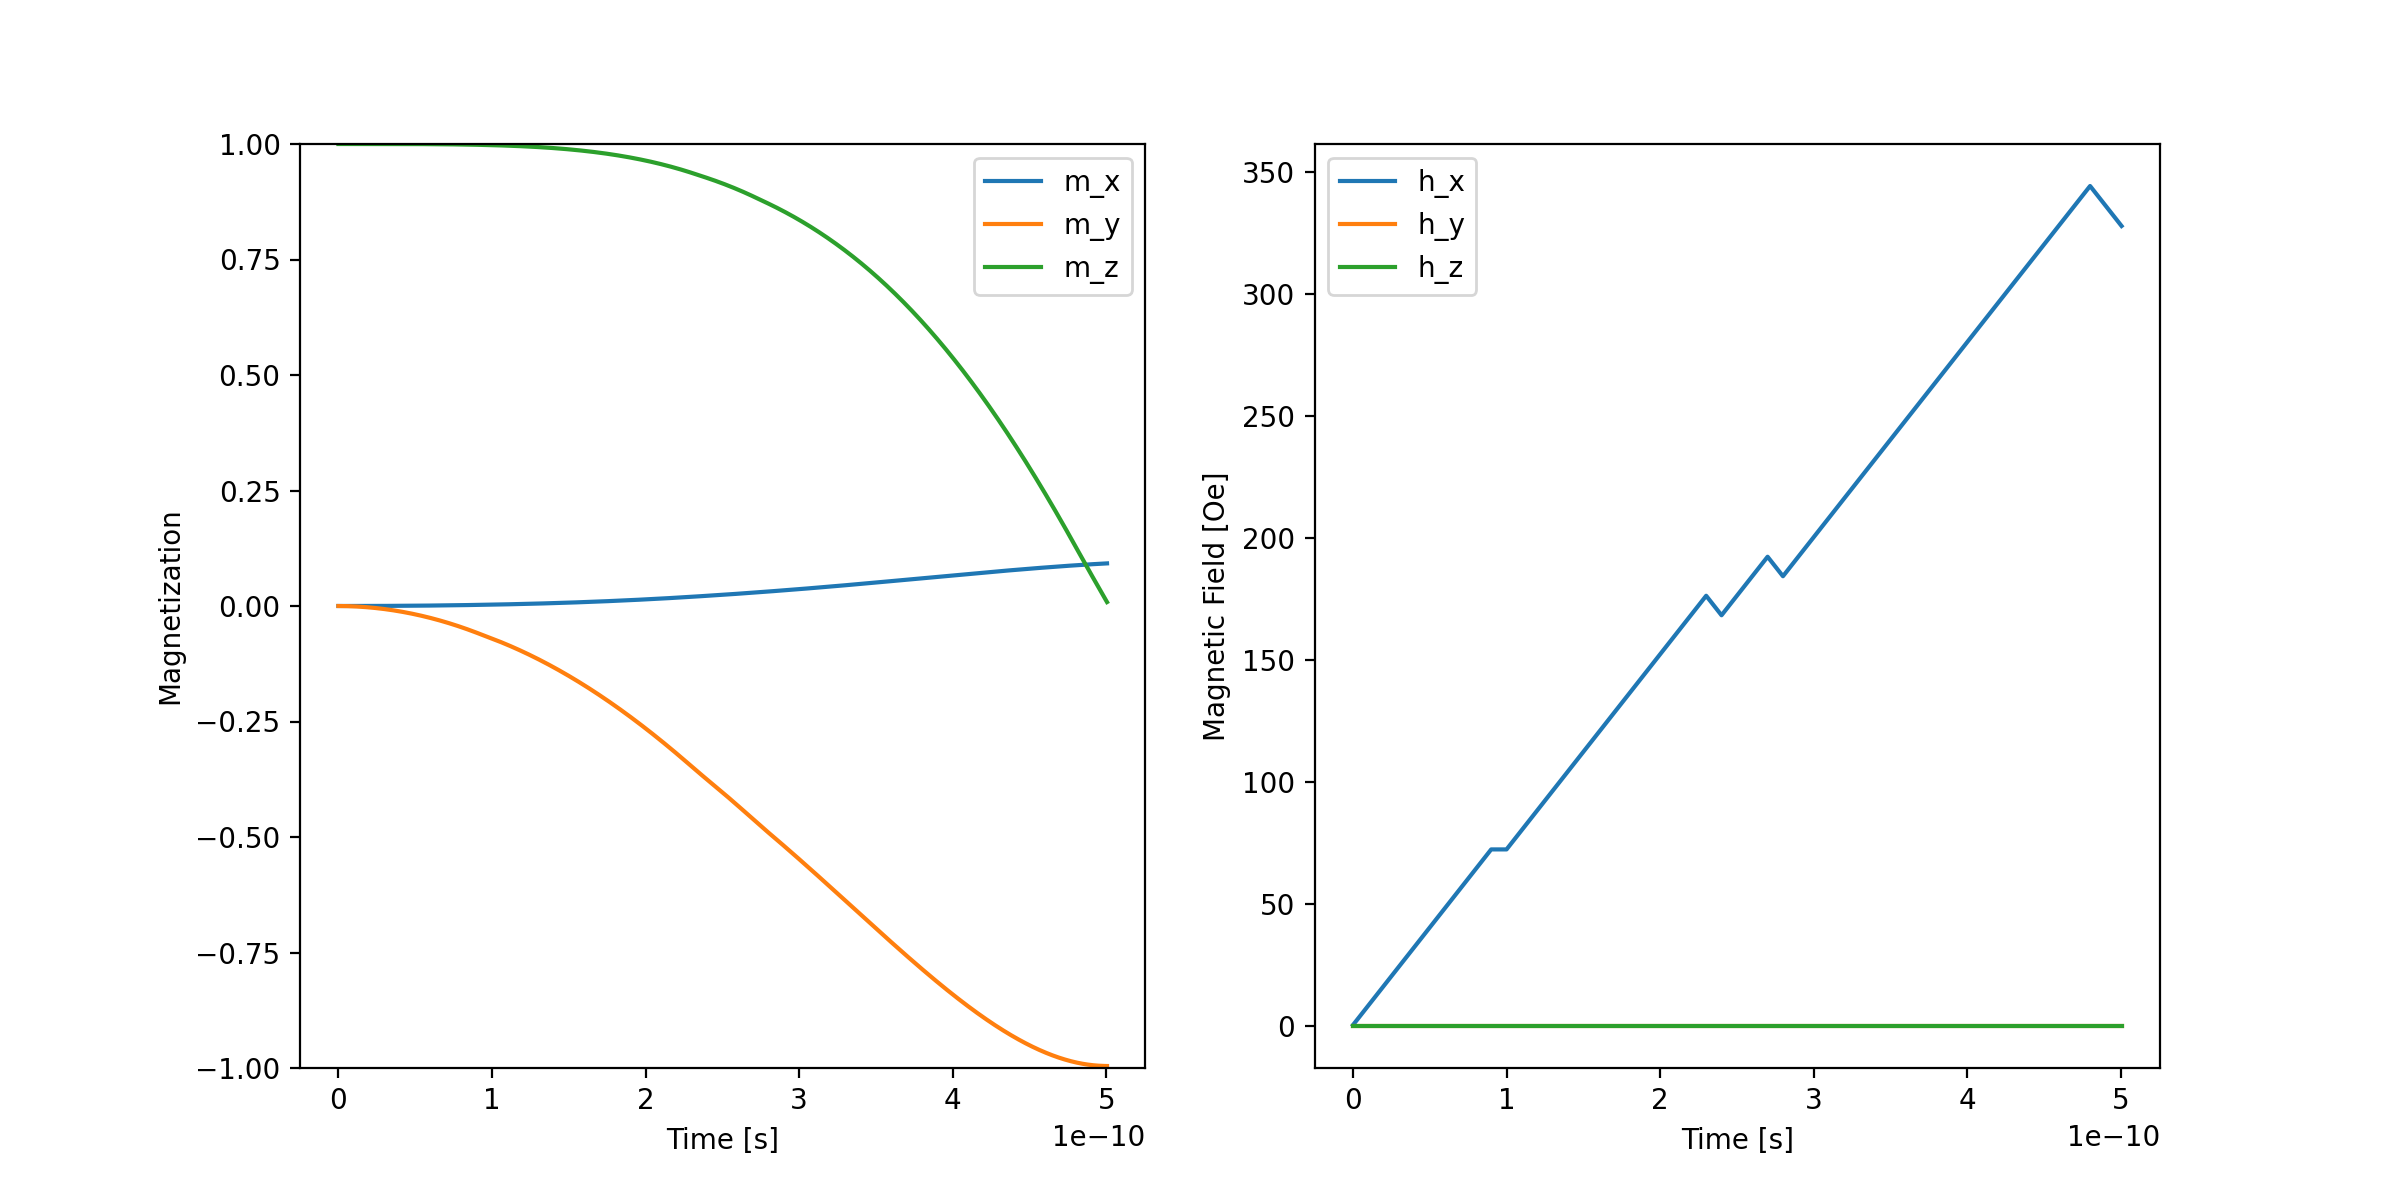 1.00
0.75
0.50
0.25
0.00
−0.25
−0.50
−0.75
−1.00
Magnetization
m_x
m_y
m_z
0 1 2 3 4 5
Time [s]
1e−10
350
300
250
200
150
100
50
0
Magnetic Field [Oe]
h_x
h_y
h_z
0 1 2 3 4 5
Time [s]
1e−10